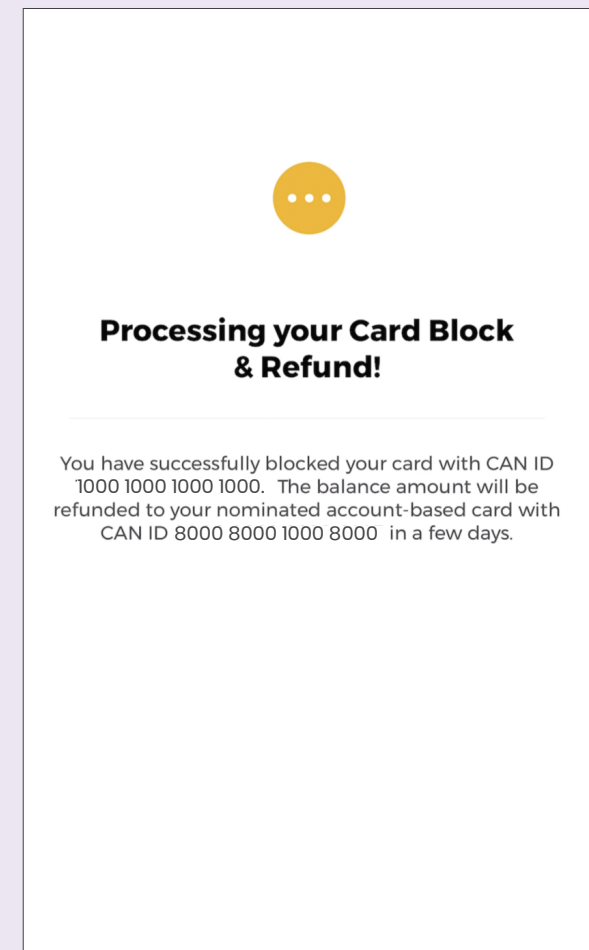 Processing your Card Block
& Refund!
You have successfully blocked your card with CAN ID
1000 1000 1000 1000. The balance amount will be
refunded to your nominated account-based card with
CAN ID 8000 8000 1000 8000 in a few days.